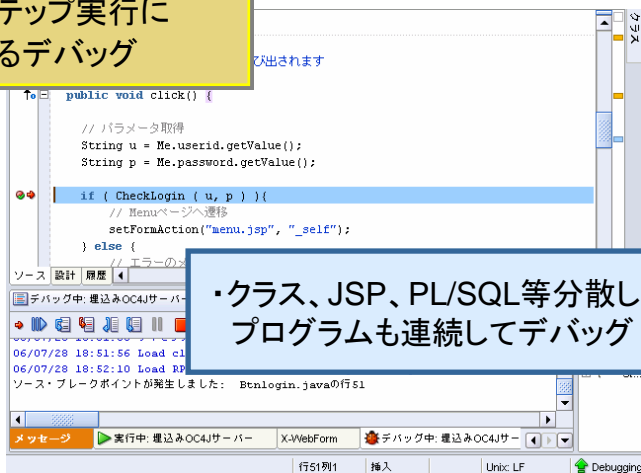 テップ実行に
るデバッグ
び出されます
public void click() {
// パラメータ取得
String u = Me.userid.getValue();
String p = Me.password.getValue();
if ( CheckLogin ( u, p ) ){
// Menuページへ遷移
setFormAction("menu.jsp", "_self");
} else {
// エラーのメ
ソース 設計 履歴
デバッグ中: 埋込みOC4Jサーバー
・クラス、JSP、PL/SQL等分散し
プログラムも連続してデバッグ
06/07/28 18:51:56 Load cl
06/07/28 18:52:10 Load RP
ソース・ブレークポイントが発生しました: Btnlogin.javaの行51
メッセージ 実行中: 埋込みOC4Jサーバー X-WebForm デバッグ中: 埋込みOC4Jサー
行51列1 挿入 Unix: LF Debugging
クラス